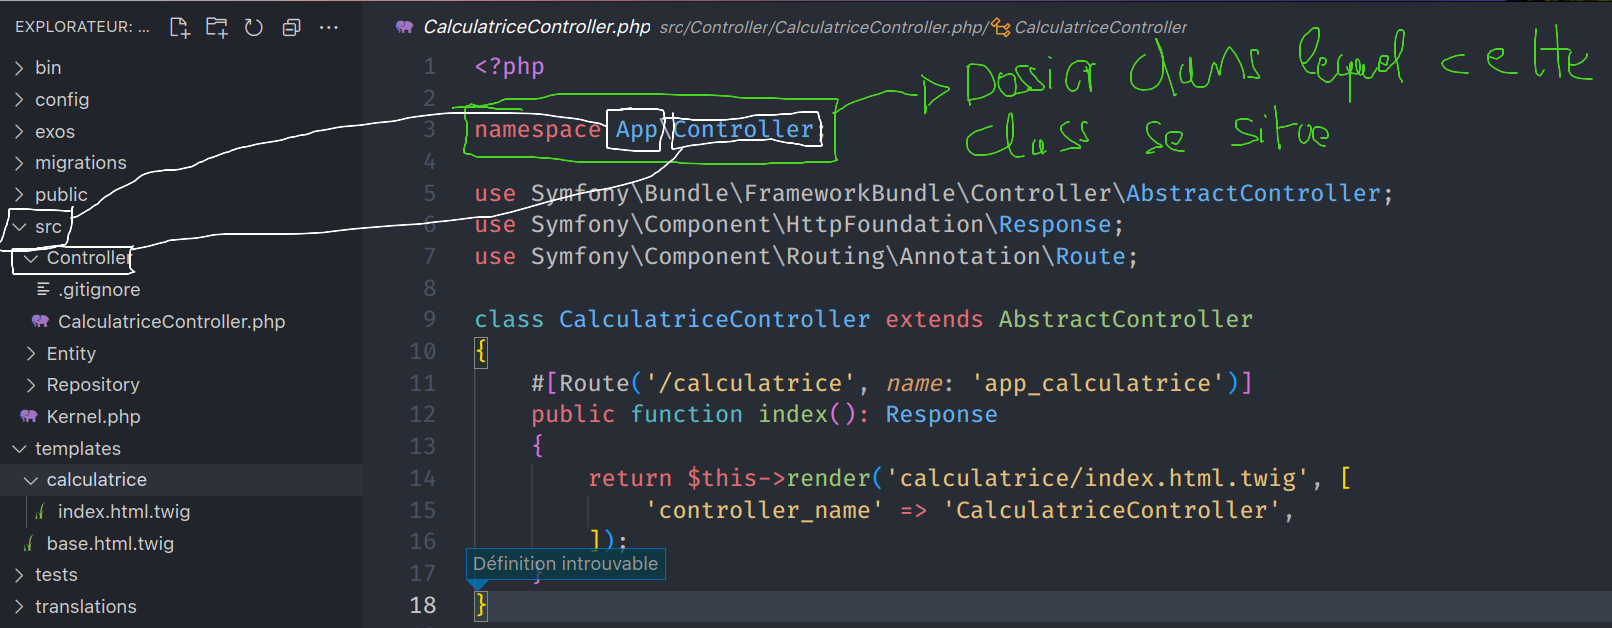 EXPLORATEUR: ...
bin
config
exos
migrations
public
src
Controller
.gitignore
CalculatriceController.php
Entity
Repository
Kernel.php
templates
calculatrice
index.html.twig
base.html.twig
tests
translations
CalculatriceController.php src/Controller/CalculatriceController.php/ CalculatriceController
1 <?php
2
3 namespace App\Controller;
4
5 use Symfony\Bundle\FrameworkBundle\Controller\AbstractController;
6 use Symfony\Component\HttpFoundation\Response;
7 use Symfony\Component\Routing\Annotation\Route;
8
9 class CalculatriceController extends AbstractController
10 {
11 #[Route('/calculatrice', name: 'app_calculatrice')]
12 public function index(): Response
13 {
14 return $this->render('calculatrice/index.html.twig', [
15 'controller_name' => 'CalculatriceController',
16 ]);
Définition introuvable
17 }
18 }
Dossier dans lequel cette
class se situe